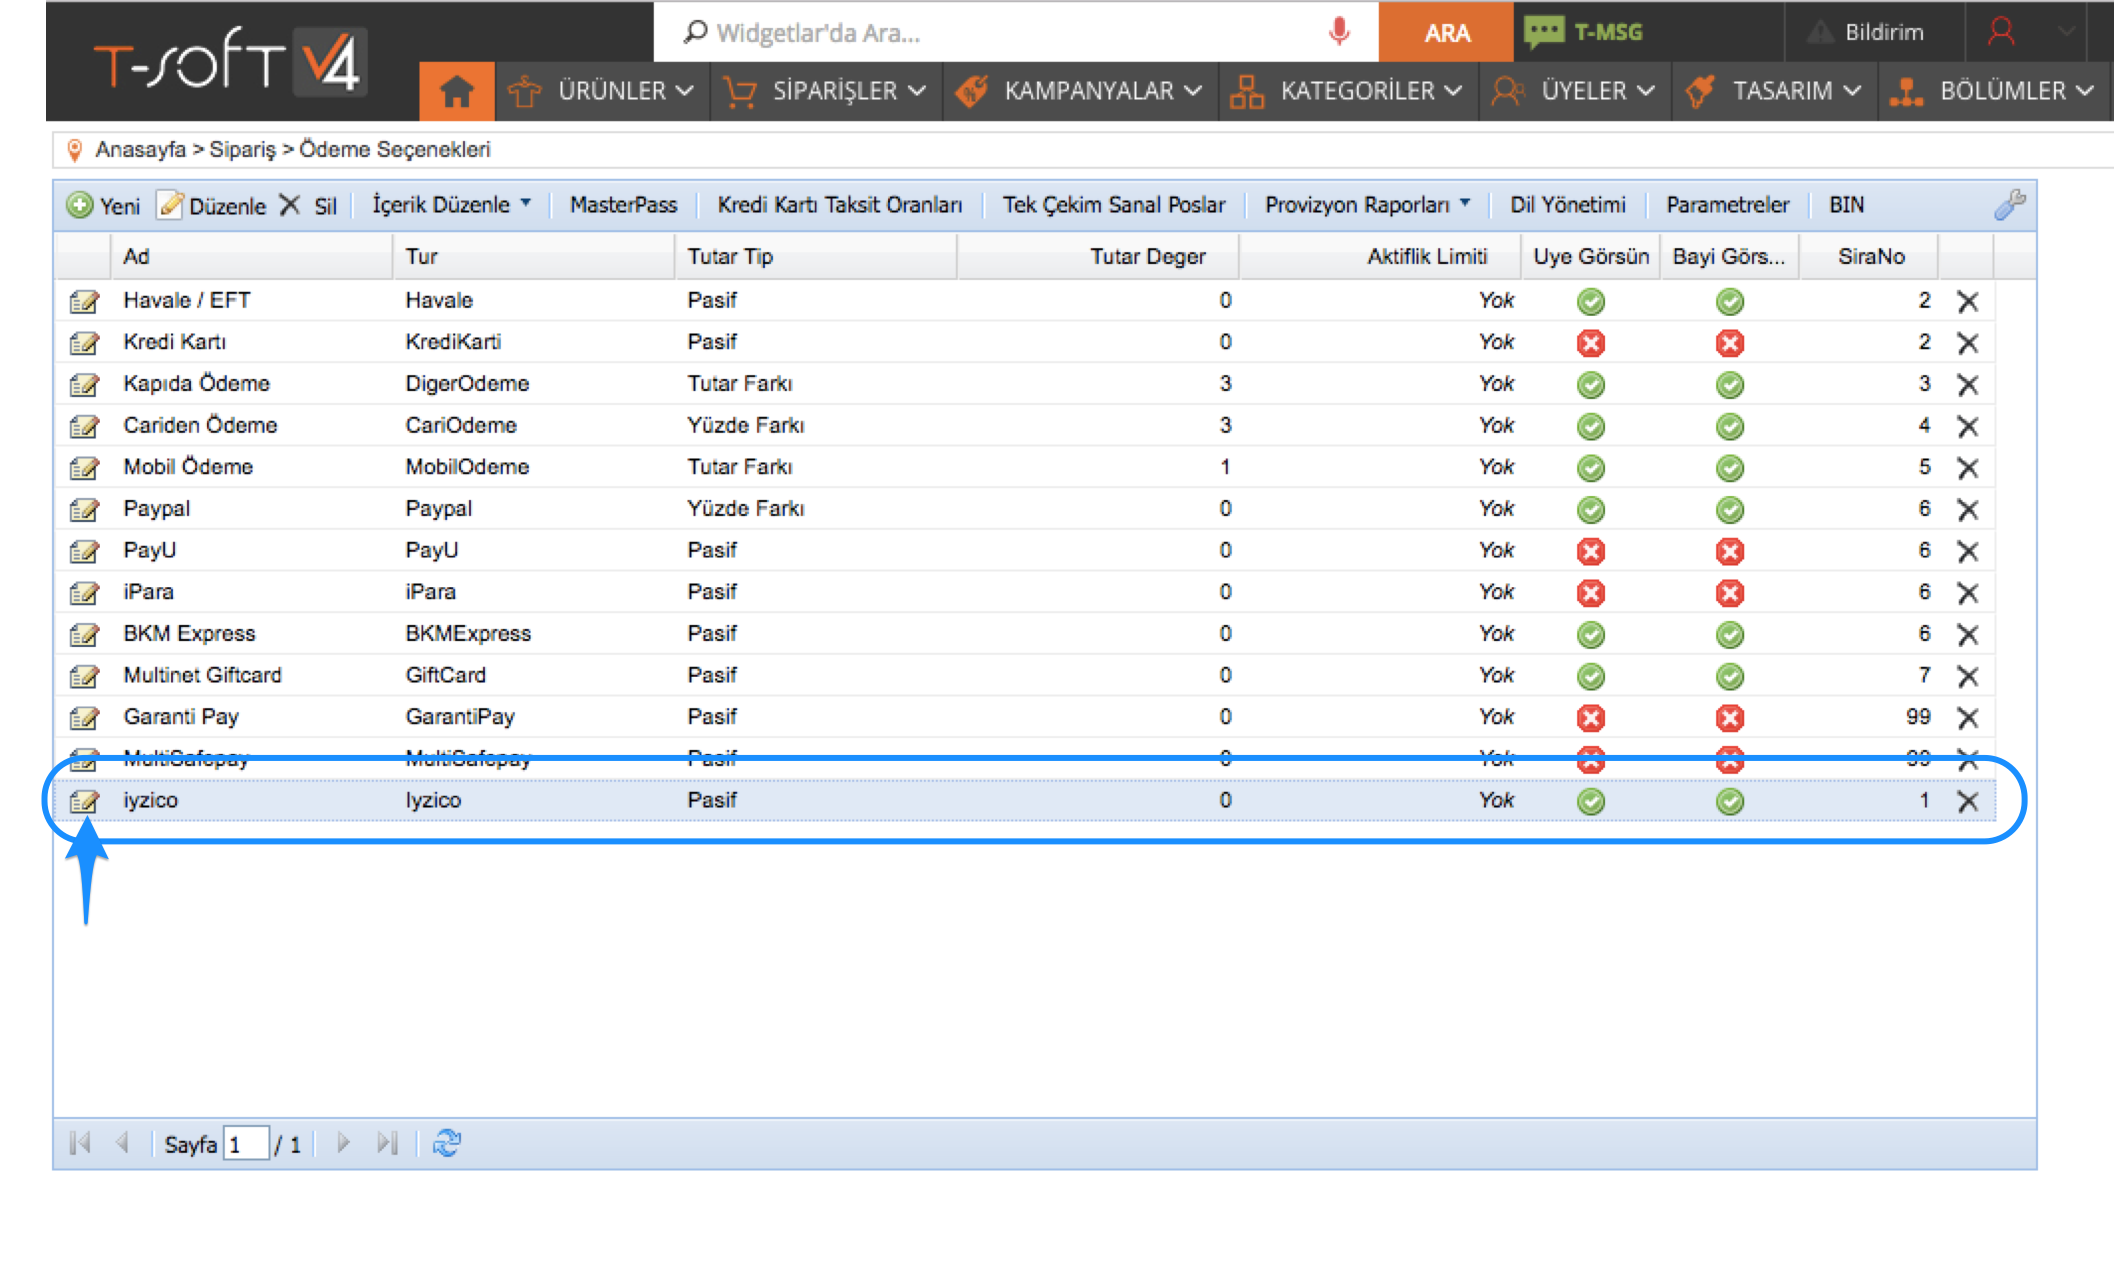 T-SOFT V4
Widgetlar'da Ara...
ARA
T-MSG
Bildirim
ÜRÜNLER
SİPARİŞLER
KAMPANYALAR
KATEGORİLER
ÜYELER
TASARIM
BÖLÜMLER
Anasayfa > Sipariş > Ödeme Seçenekleri
Yeni Düzenle Sil İçerik Düzenle MasterPass Kredi Kartı Taksit Oranları Tek Çekim Sanal Poslar Provizyon Raporları Dil Yönetimi Parametreler BIN
Ad Tur Tutar Tip Tutar Deger Aktiflik Limiti Uye Görsün Bayi Görs... SiraNo
Havale / EFT Havale Pasif 0 Yok 2
Kredi Kartı KrediKarti Pasif 0 Yok 2
Kapıda Ödeme DigerOdeme Tutar Farkı 3 Yok 3
Cariden Ödeme CariOdeme Yüzde Farkı 3 Yok 4
Mobil Ödeme MobilOdeme Tutar Farkı 1 Yok 5
Paypal Paypal Yüzde Farkı 0 Yok 6
PayU PayU Pasif 0 Yok 6
iPara iPara Pasif 0 Yok 6
BKM Express BKMExpress Pasif 0 Yok 6
Multinet Giftcard GiftCard Pasif 0 Yok 7
Garanti Pay GarantiPay Pasif 0 Yok 99
MultiSafepay MultiSafepay Pasif 0 Yok 99
iyzico Iyzico Pasif 0 Yok 1
Sayfa 1 / 1